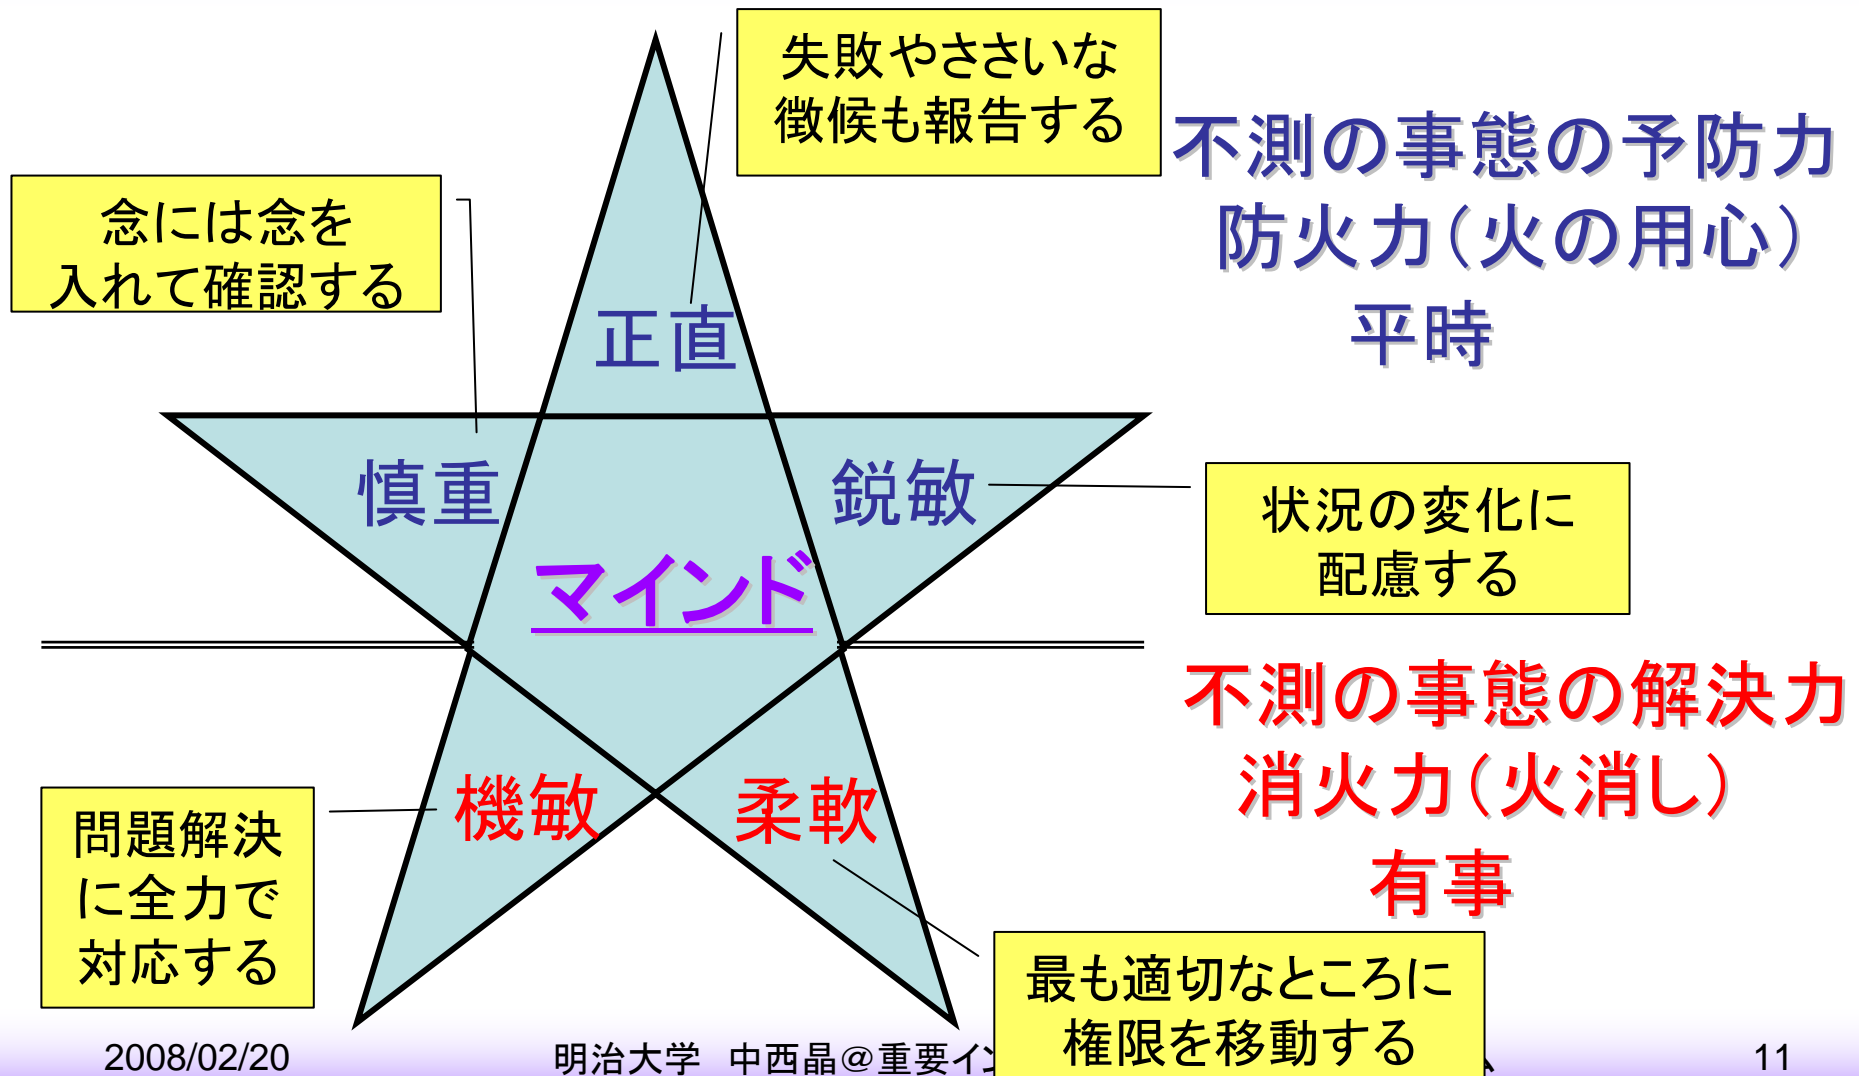 失敗やささいな
徴候も報告する
不測の事態の予防力
防火力（火の用心）
平時
念には念を
入れて確認する
正直
慎重
鋭敏
マインド
状況の変化に
配慮する
不測の事態の解決力
消火力（火消し）
有事
機敏
柔軟
問題解決
に全力で
対応する
最も適切なところに
権限を移動する
2008/02/20
明治大学　中西晶＠重要イン
11